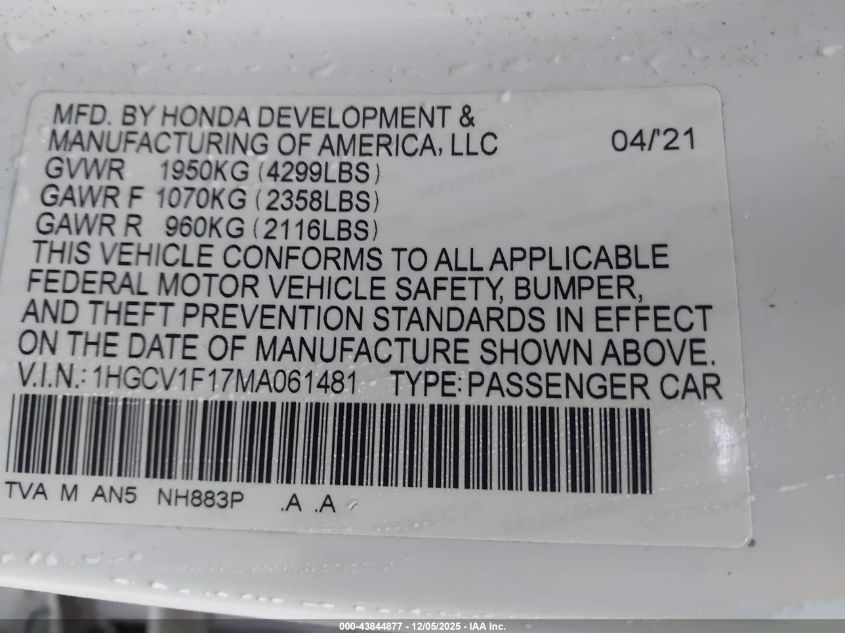 MFD. BY HONDA DEVELOPMENT &
MANUFACTURING OF AMERICA, LLC 04/'21
GVWR 1950KG (4299LBS)
GAWR F 1070KG (2358LBS)
GAWR R 960KG (2116LBS)
THIS VEHICLE CONFORMS TO ALL APPLICABLE
FEDERAL MOTOR VEHICLE SAFETY, BUMPER,
AND THEFT PREVENTION STANDARDS IN EFFECT
ON THE DATE OF MANUFACTURE SHOWN ABOVE.
V.I.N.: 1HGCV1F17MA061481 TYPE: PASSENGER CAR
TVA M AN5 NH883P .A .A
000-43844877 - 12/05/2025 - IAA Inc.